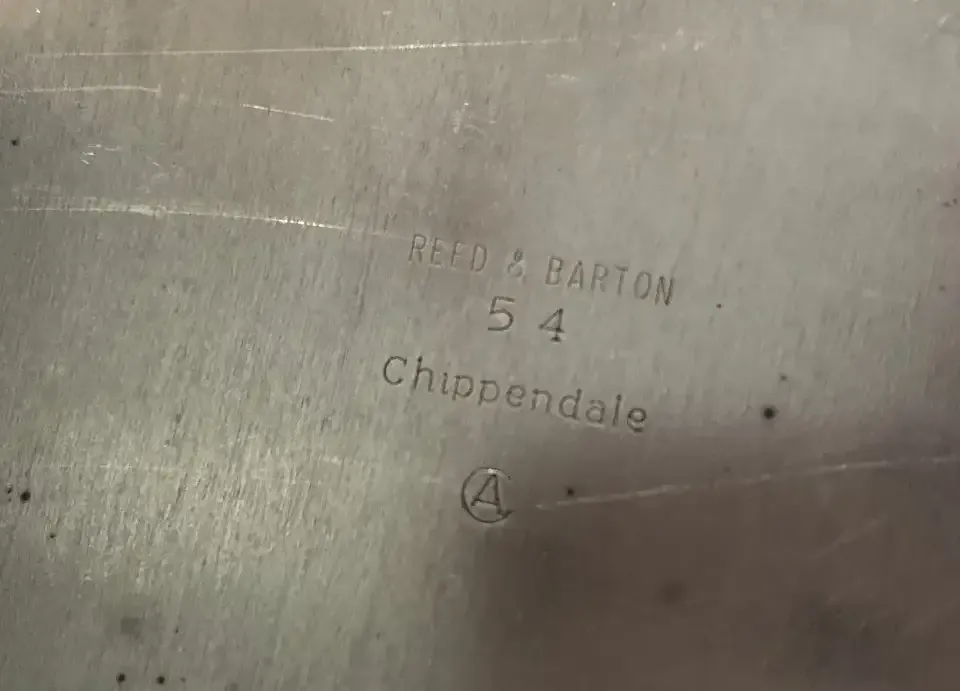 REED & BARTON
54
Chippendale
A